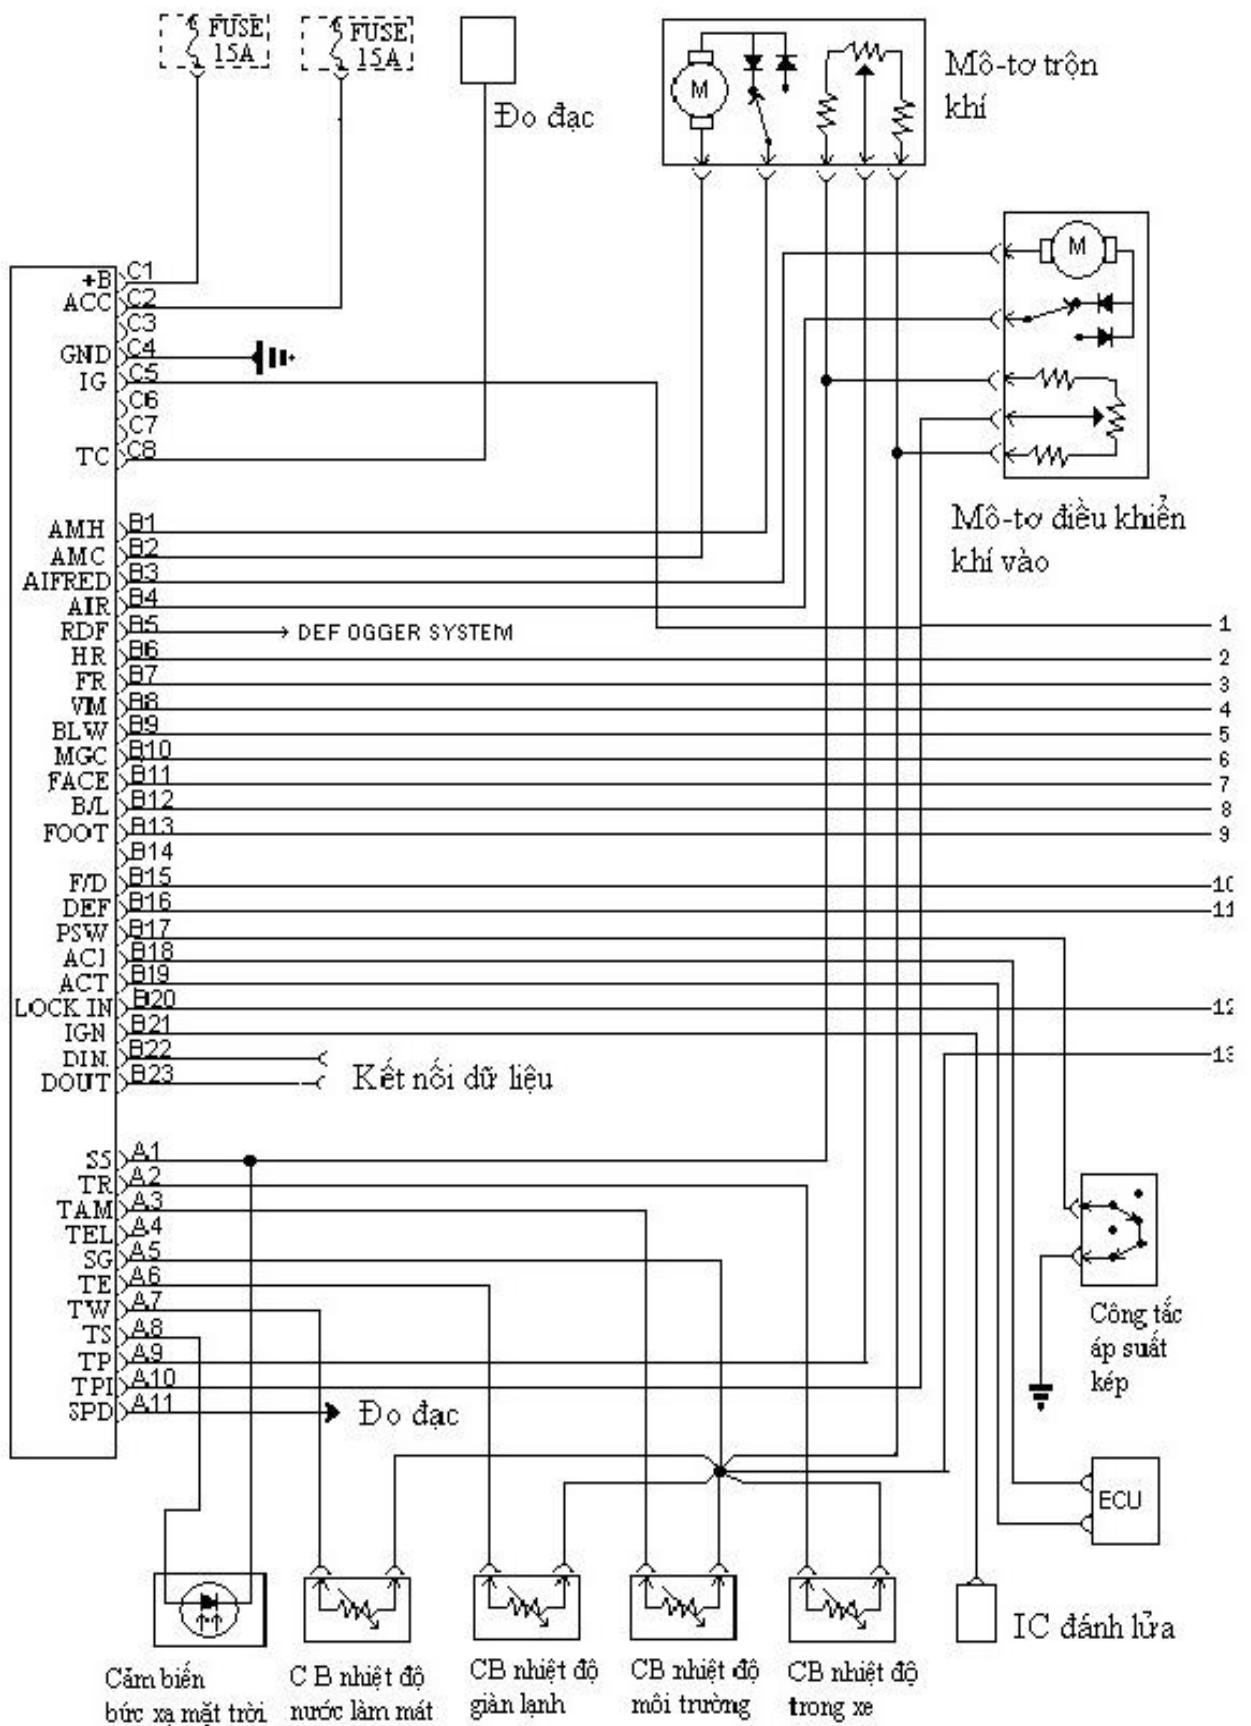 FUSE
15A
FUSE
15A
Đo đạc
M
Mô-tơ trộn
khí
M
Mô-tơ điều khiển
khí vào
+B C1
ACC C2
C3
GND C4
IG C5
C6
C7
TC C8
AMH B1
AMC B2
AIFRED B3
AIR B4
RDF B5 DEF OGGER SYSTEM
1
HR B6 2
FR B7 3
VM B8 4
BLW B9 5
MGC B10 6
FACE B11 7
B/L B12 8
FOOT B13 9
B14
F/D B15 10
DEF B16 11
PSW B17
AC1 B18
ACT B19
LOCK IN B20 12
IGN B21
DIN B22 13
DOUT B23
Kết nối dữ liệu
SS A1
TR A2
TAM A3
TEL A4
SG A5
TE A6
TW A7
TS A8
TP A9
TPI A10
SPD A11 Đo đạc
Công tắc
áp suất
kép
ECU
IC đánh lửa
Cảm biến
bức xạ mặt trời
C B nhiệt độ
nước làm mát
CB nhiệt độ
giàn lạnh
CB nhiệt độ
môi trường
CB nhiệt độ
trong xe